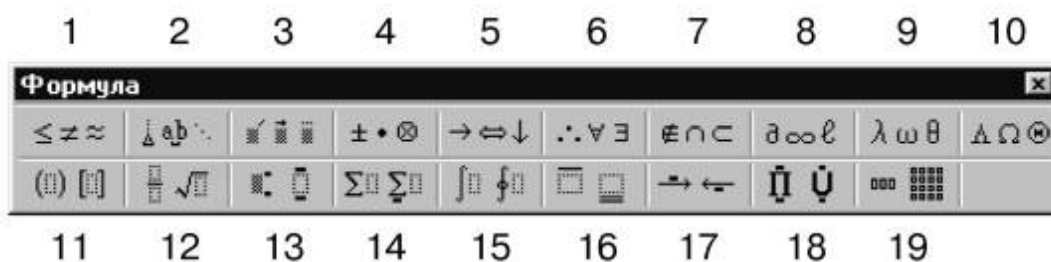 1 2 3 4 5 6 7 8 9 10
Формула
≤ ≠ ≈ a͟b ⋱ ± • ⊗ → ⇔ ↓ ∴ ∀ ∃ ∉ ∩ ⊂ ∂ ∞ ℓ λ ω θ Λ Ω Θ
() [] √ Σ Σ ∫ ∮ → ← Π Ụ
11 12 13 14 15 16 17 18 19